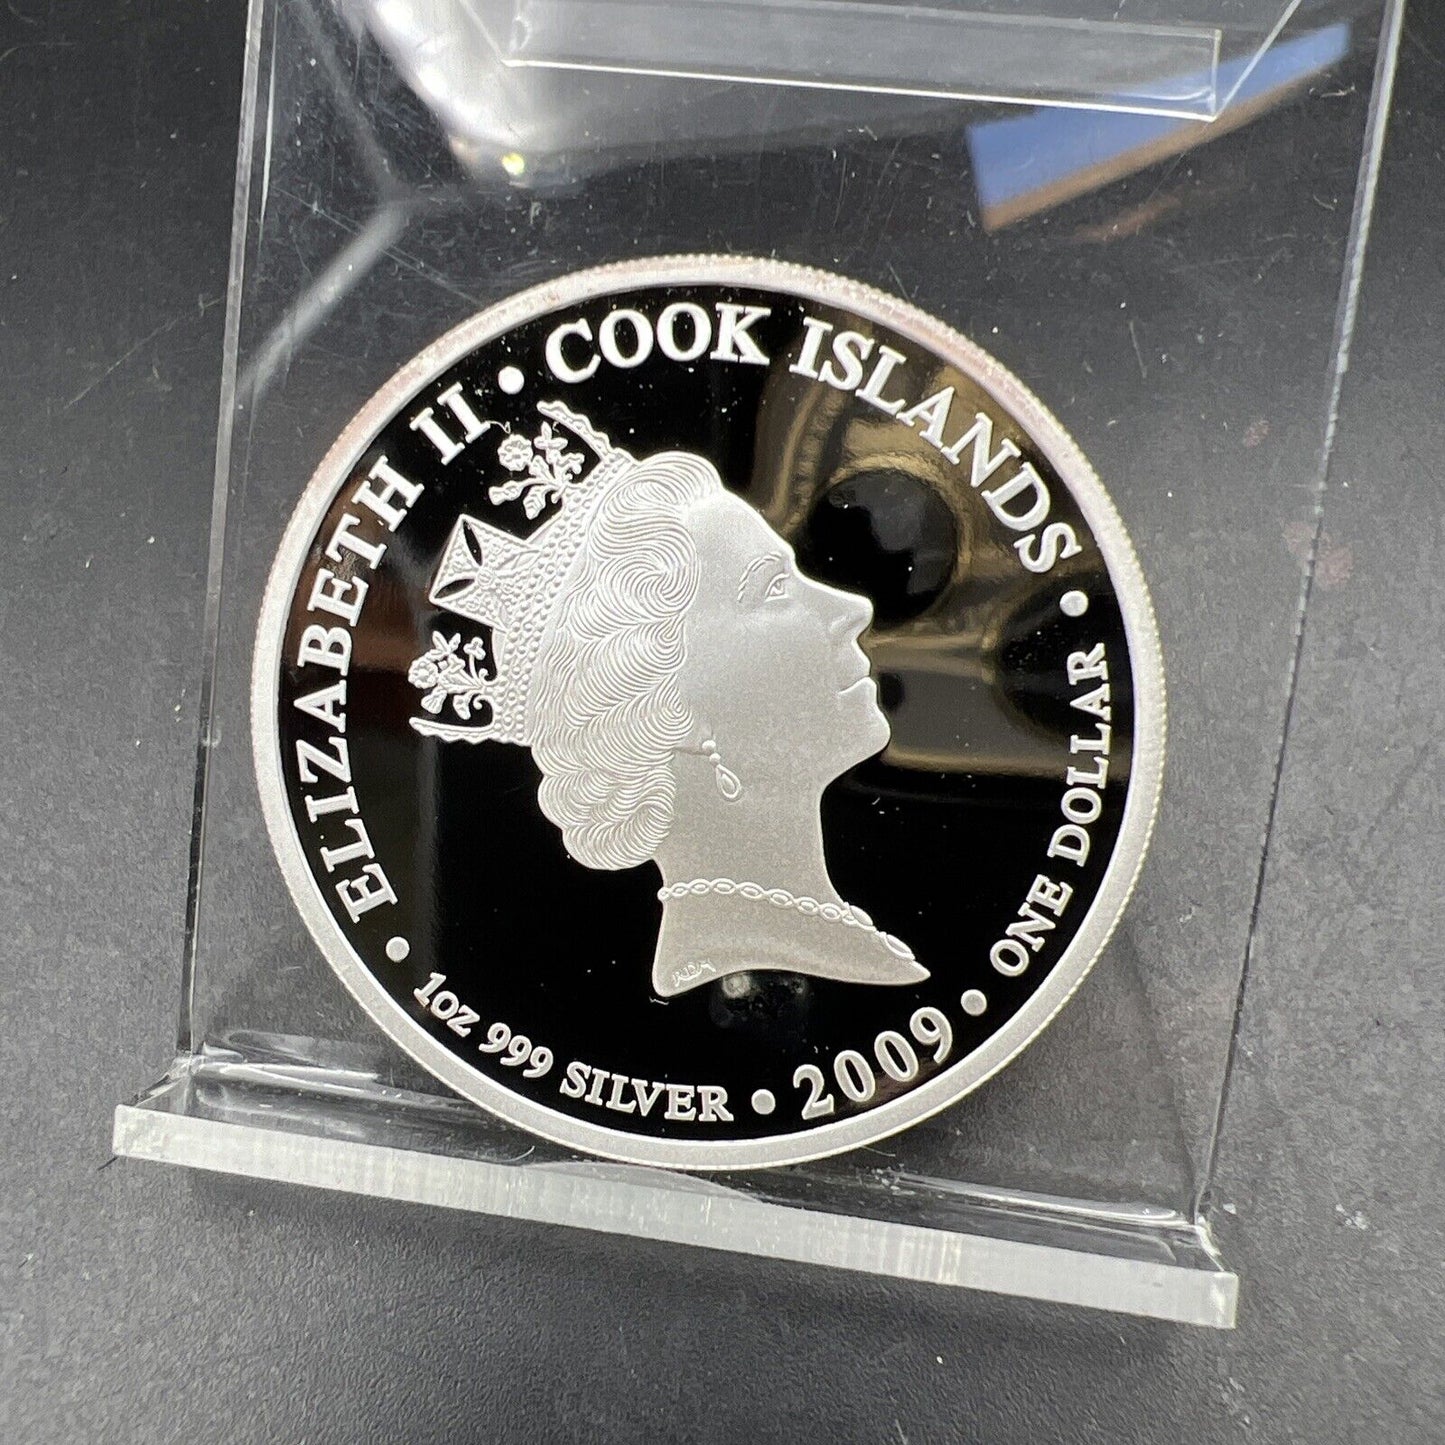 ELIZABETH II • COOK ISLANDS • ONE DOLLAR • 2009 • 1oz 999 SILVER •
RDM